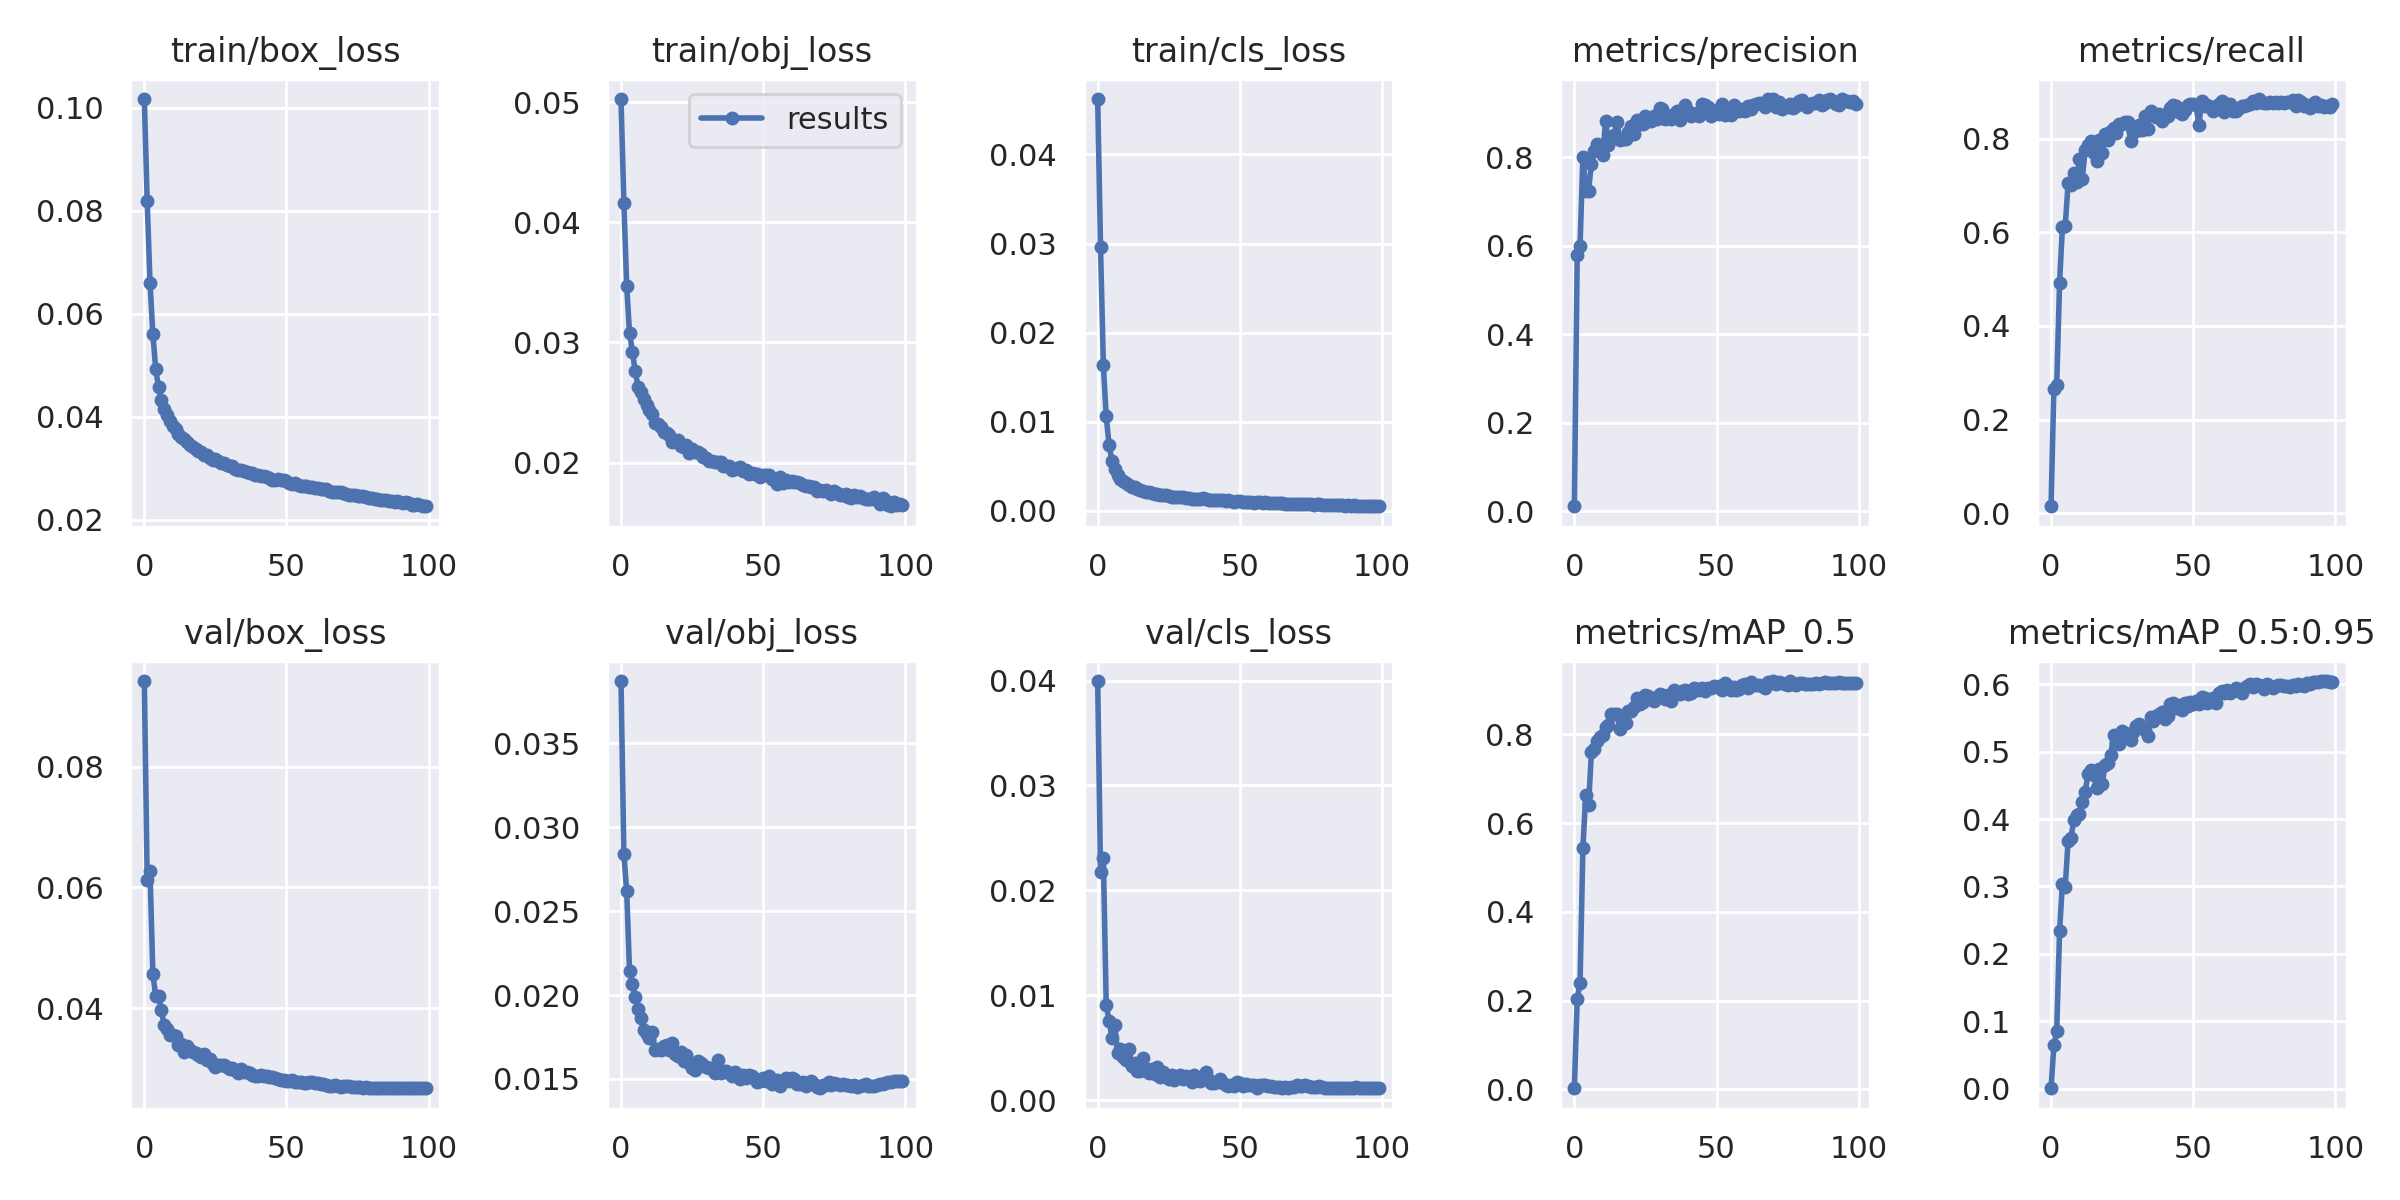 train/box_loss
train/obj_loss
train/cls_loss
metrics/precision
metrics/recall
0.10
0.08
0.06
0.04
0.02
0 50 100
0.05
0.04
0.03
0.02
0 50 100
results
0.04
0.03
0.02
0.01
0.00
0 50 100
0.8
0.6
0.4
0.2
0.0
0 50 100
0.8
0.6
0.4
0.2
0.0
0 50 100
val/box_loss
val/obj_loss
val/cls_loss
metrics/mAP_0.5
metrics/mAP_0.5:0.95
0.08
0.06
0.04
0 50 100
0.035
0.030
0.025
0.020
0.015
0 50 100
0.04
0.03
0.02
0.01
0.00
0 50 100
0.8
0.6
0.4
0.2
0.0
0 50 100
0.6
0.5
0.4
0.3
0.2
0.1
0.0
0 50 100